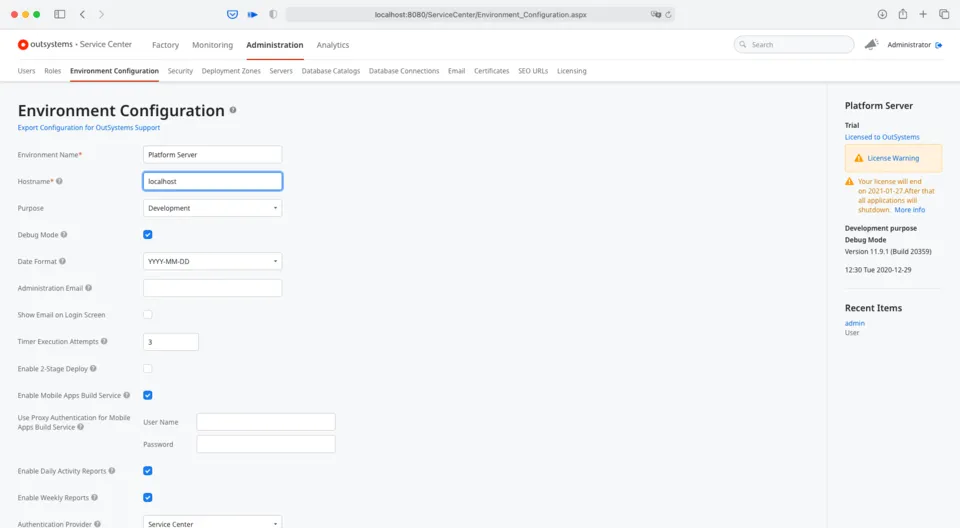 localhost:8080/ServiceCenter/Environment_Configuration.aspx
outsystems • Service Center
Factory
Monitoring
Administration
Analytics
Search
Administrator
Users
Roles
Environment Configuration
Security
Deployment Zones
Servers
Database Catalogs
Database Connections
Email
Certificates
SEO URLs
Licensing
Environment Configuration ?
Export Configuration for OutSystems Support
Environment Name*
Platform Server
Hostname* ?
localhost
Purpose
Development
Debug Mode ?
Date Format ?
YYYY-MM-DD
Administration Email ?
Show Email on Login Screen
Timer Execution Attempts ?
3
Enable 2-Stage Deploy ?
Enable Mobile Apps Build Service ?
Use Proxy Authentication for Mobile
Apps Build Service ?
User Name
Password
Enable Daily Activity Reports ?
Enable Weekly Reports ?
Authentication Provider ?
Service Center
Platform Server
Trial
Licensed to OutSystems
License Warning
Your license will end
on 2021-01-27.After that
all applications will
shutdown. More info
Development purpose
Debug Mode
Version 11.9.1 (Build 20359)
12:30 Tue 2020-12-29
Recent Items
admin
User